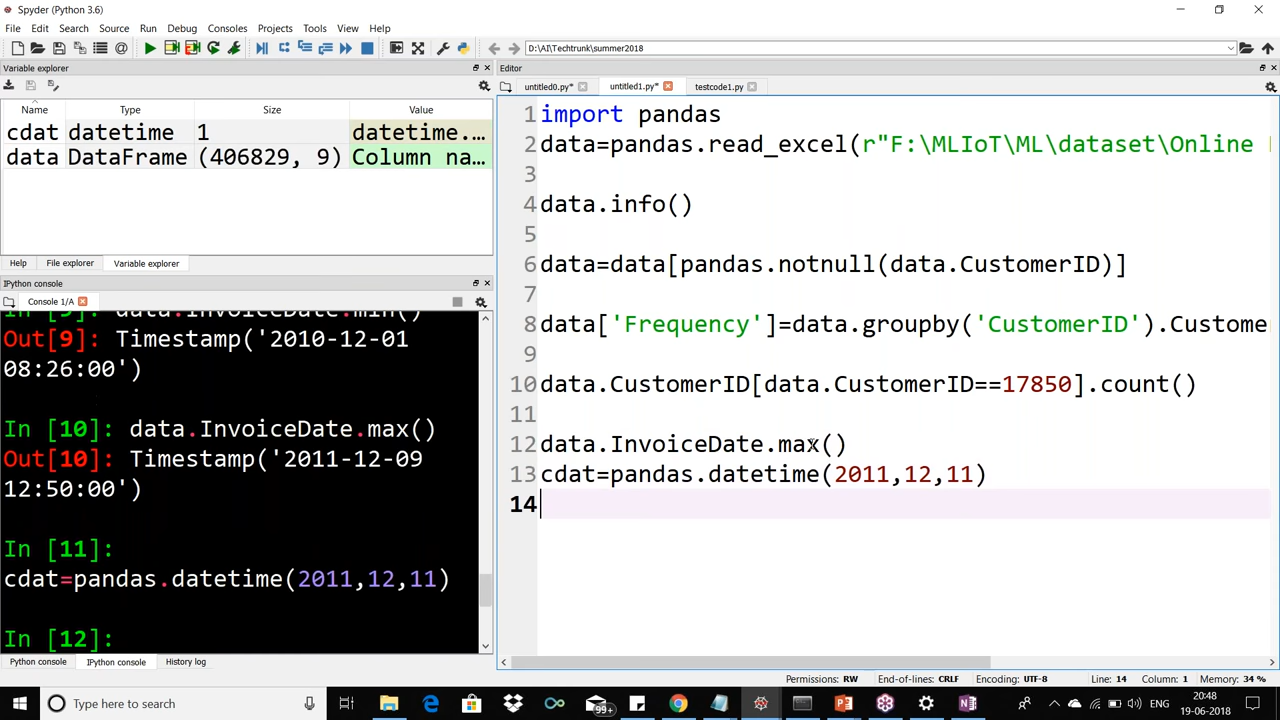 Spyder (Python 3.6)
File Edit Search Source Run Debug Consoles Projects Tools View Help
D:\AI\Techtrunk\summer2018
Variable explorer
Name Type Size Value
cdat datetime 1 datetime....
data DataFrame (406829, 9) Column na...
Help File explorer Variable explorer
IPython console
Console 1/A
In [9]: data.InvoiceDate.min()
Out[9]: Timestamp('2010-12-01
08:26:00')
In [10]: data.InvoiceDate.max()
Out[10]: Timestamp('2011-12-09
12:50:00')
In [11]:
cdat=pandas.datetime(2011,12,11)
In [12]:
Python console IPython console History log
Editor
untitled0.py* untitled1.py* testcode1.py
1 import pandas
2 data=pandas.read_excel(r"F:\MLIoT\ML\dataset\Online
3
4 data.info()
5
6 data=data[pandas.notnull(data.CustomerID)]
7
8 data['Frequency']=data.groupby('CustomerID').Custome
9
10 data.CustomerID[data.CustomerID==17850].count()
11
12 data.InvoiceDate.max()
13 cdat=pandas.datetime(2011,12,11)
14
Permissions: RW End-of-lines: CRLF Encoding: UTF-8 Line: 14 Column: 1 Memory: 34 %
Type here to search
99+
ENG
20:48
19-06-2018